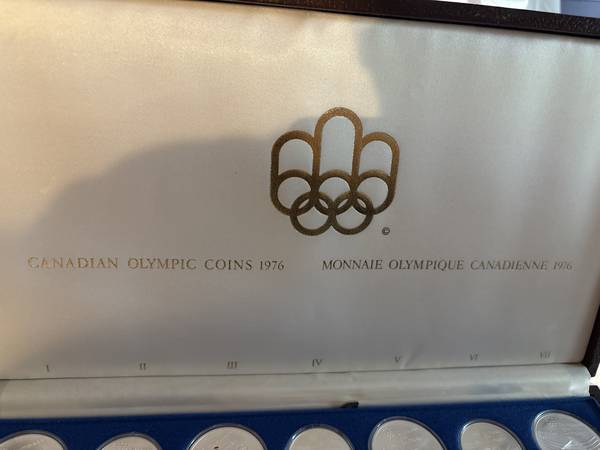 ©
CANADIAN OLYMPIC COINS 1976 MONNAIE OLYMPIQUE CANADIENNE 1976
I II III IV V VI VII